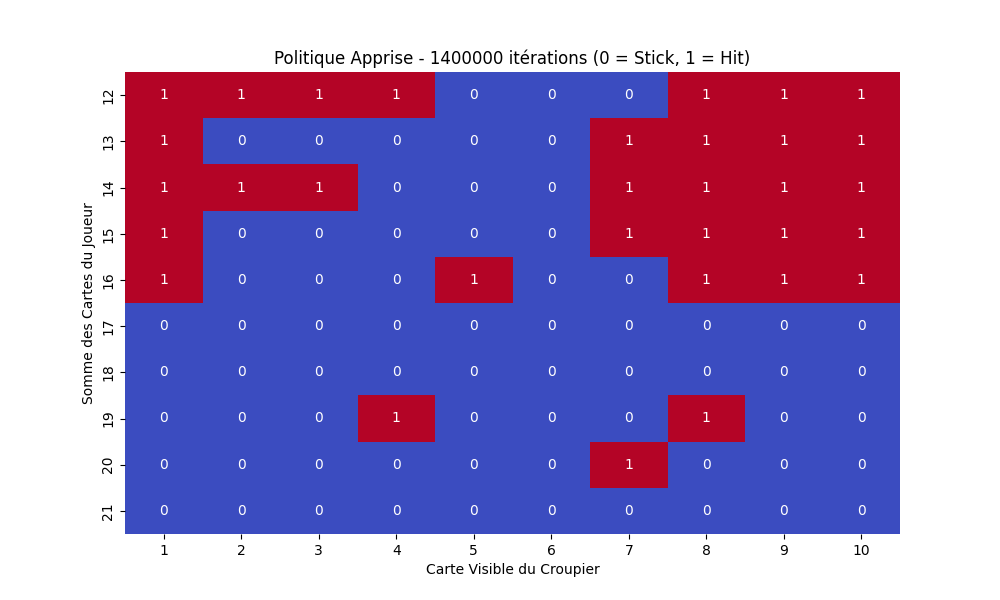 Politique Apprise - 1400000 itérations (0 = Stick, 1 = Hit)
Somme des Cartes du Joueur
12 1 1 1 1 0 0 0 1 1 1
13 1 0 0 0 0 0 1 1 1 1
14 1 1 1 0 0 0 1 1 1 1
15 1 0 0 0 0 0 1 1 1 1
16 1 0 0 0 1 0 0 1 1 1
17 0 0 0 0 0 0 0 0 0 0
18 0 0 0 0 0 0 0 0 0 0
19 0 0 0 1 0 0 0 1 0 0
20 0 0 0 0 0 0 1 0 0 0
21 0 0 0 0 0 0 0 0 0 0
1 2 3 4 5 6 7 8 9 10
Carte Visible du Croupier